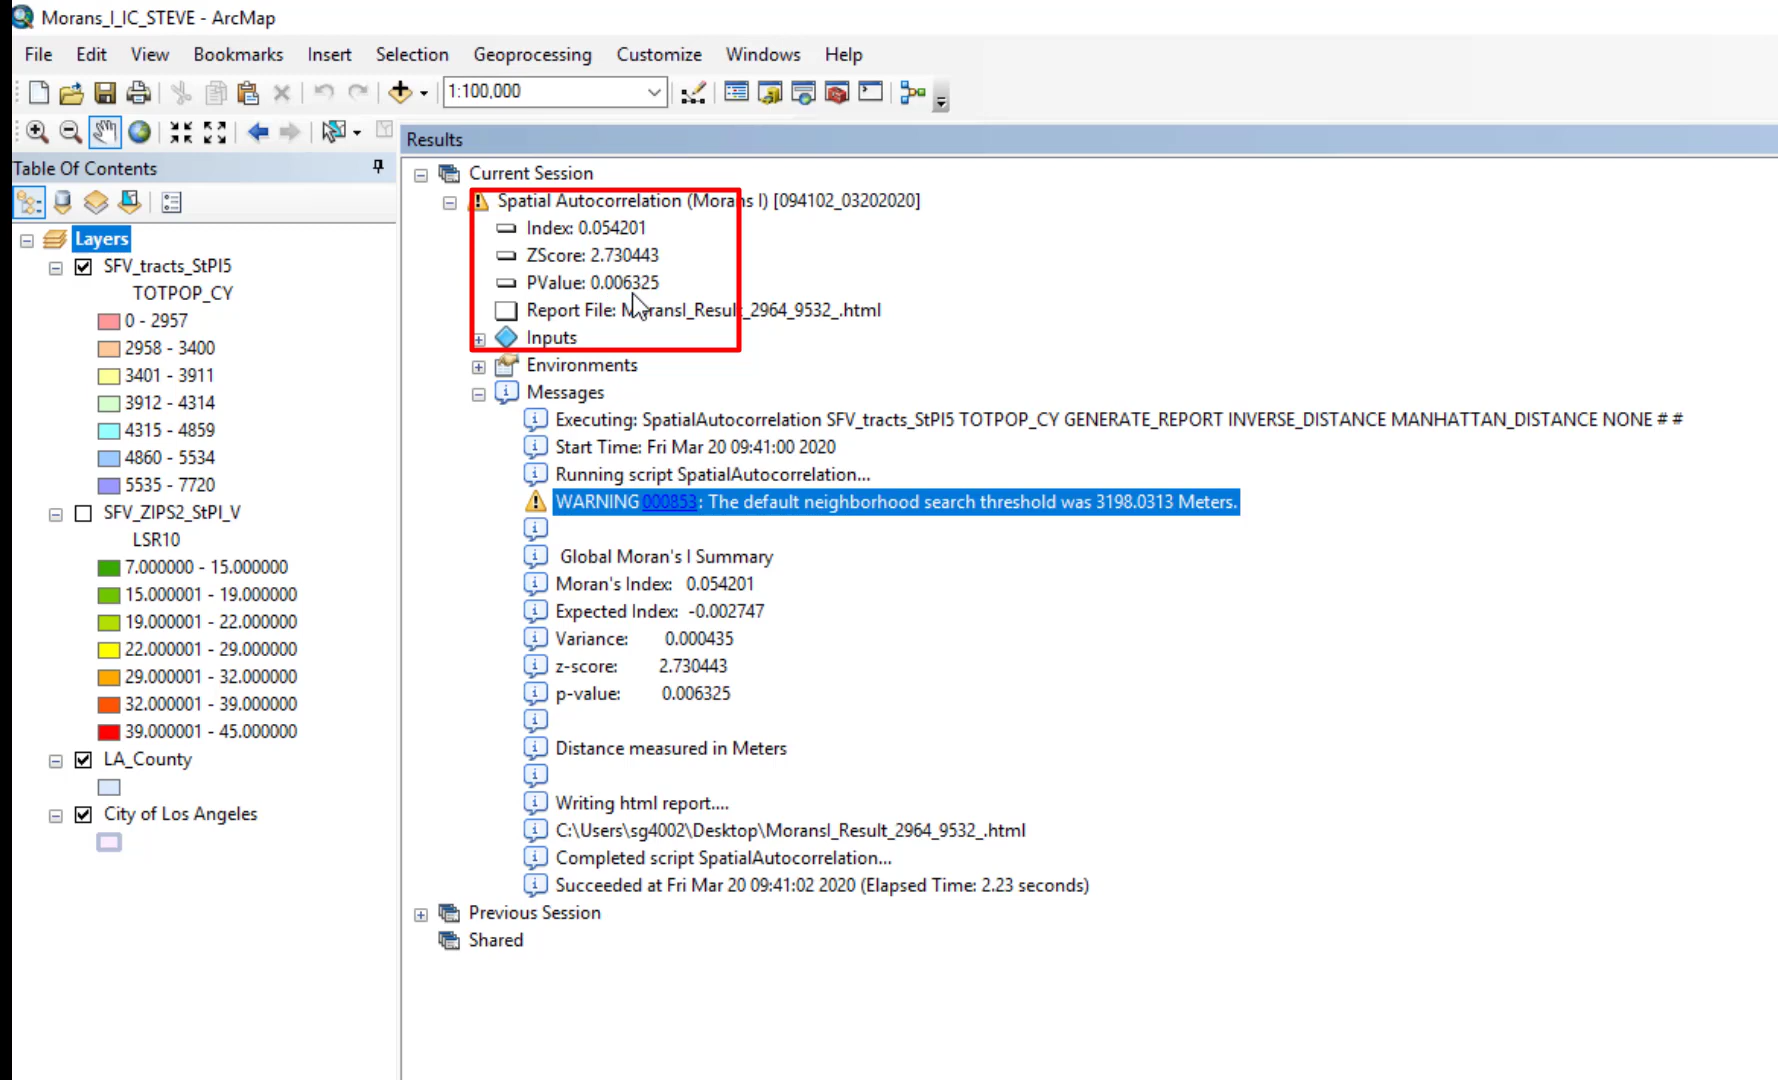 Morans_I_IC_STEVE - ArcMap
File Edit View Bookmarks Insert Selection Geoprocessing Customize Windows Help
1:100,000
Table Of Contents
Layers
SFV_tracts_StPI5
TOTPOP_CY
0 - 2957
2958 - 3400
3401 - 3911
3912 - 4314
4315 - 4859
4860 - 5534
5535 - 7720
SFV_ZIPS2_StPI_V
LSR10
7.000000 - 15.000000
15.000001 - 19.000000
19.000001 - 22.000000
22.000001 - 29.000000
29.000001 - 32.000000
32.000001 - 39.000000
39.000001 - 45.000000
LA_County
City of Los Angeles
Results
Current Session
Spatial Autocorrelation (Morans I) [094102_03202020]
Index: 0.054201
ZScore: 2.730443
PValue: 0.006325
Report File: MoransI_Result_2964_9532_.html
Inputs
Environments
Messages
Executing: SpatialAutocorrelation SFV_tracts_StPI5 TOTPOP_CY GENERATE_REPORT INVERSE_DISTANCE MANHATTAN_DISTANCE NONE # #
Start Time: Fri Mar 20 09:41:00 2020
Running script SpatialAutocorrelation...
WARNING 000853: The default neighborhood search threshold was 3198.0313 Meters.
Global Moran's I Summary
Moran's Index: 0.054201
Expected Index: -0.002747
Variance: 0.000435
z-score: 2.730443
p-value: 0.006325
Distance measured in Meters
Writing html report....
C:\Users\sg4002\Desktop\MoransI_Result_2964_9532_.html
Completed script SpatialAutocorrelation...
Succeeded at Fri Mar 20 09:41:02 2020 (Elapsed Time: 2.23 seconds)
Previous Session
Shared